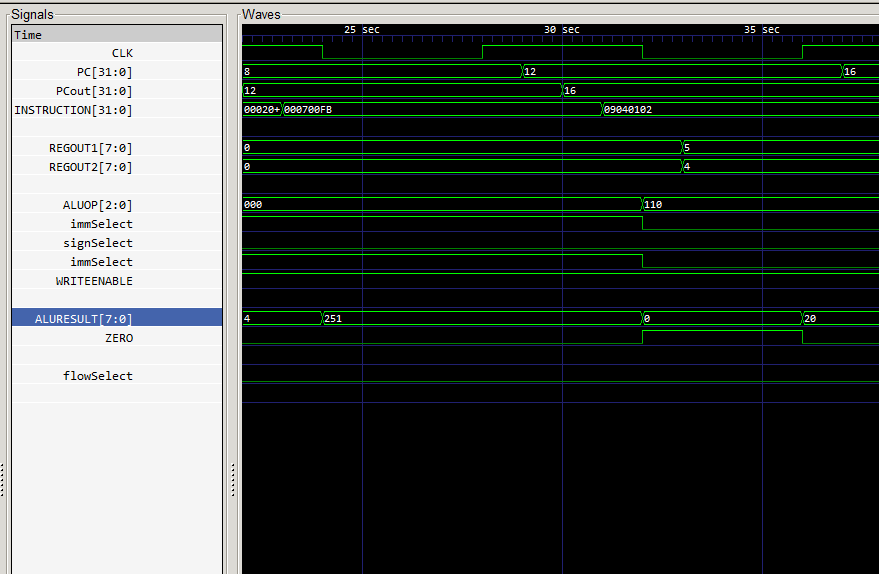 Signals
Waves
Time
25 sec 30 sec 35 sec
CLK
PC[31:0] 8 12 16
PCout[31:0] 12 16
INSTRUCTION[31:0] 00020+ 000700FB 09040102
REGOUT1[7:0] 0 5
REGOUT2[7:0] 0 4
ALUOP[2:0] 000 110
immSelect
signSelect
immSelect
WRITEENABLE
ALURESULT[7:0] 4 251 0 20
ZERO
flowSelect